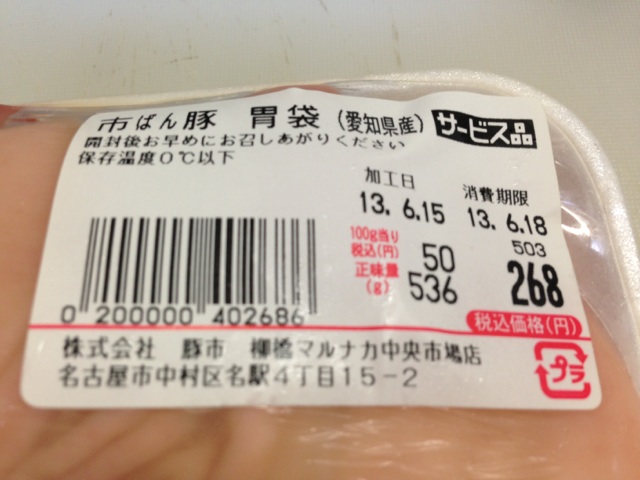 市ばん豚 胃袋 (愛知県産) サービス品
開封後お早めにお召しあがりください
保存温度0℃以下
加工日 消費期限
13. 6.15 13. 6.18
503
100g当り
税込(円) 50
正味量
(g) 536 268
税込価格(円)
0 200000 402686
株式会社 豚市 柳橋マルナカ中央市場店
名古屋市中村区名駅4丁目15-2
プラ